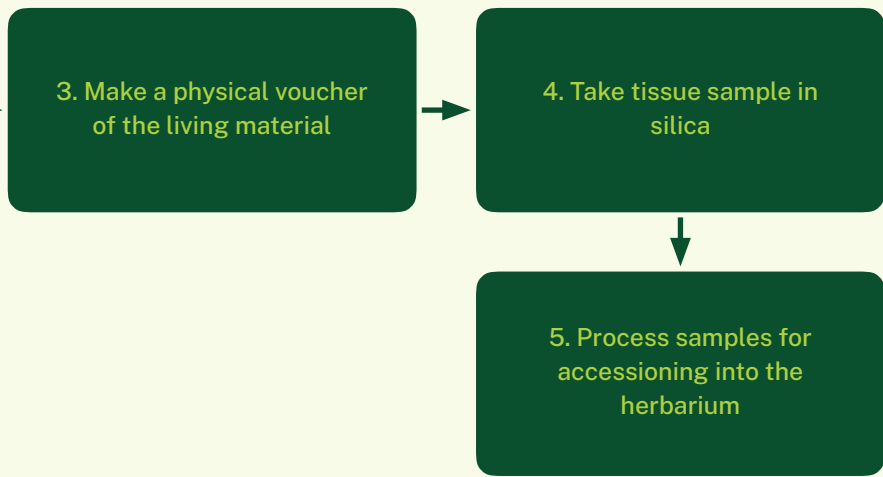 3. Make a physical voucher
of the living material
4. Take tissue sample in
silica
5. Process samples for
accessioning into the
herbarium